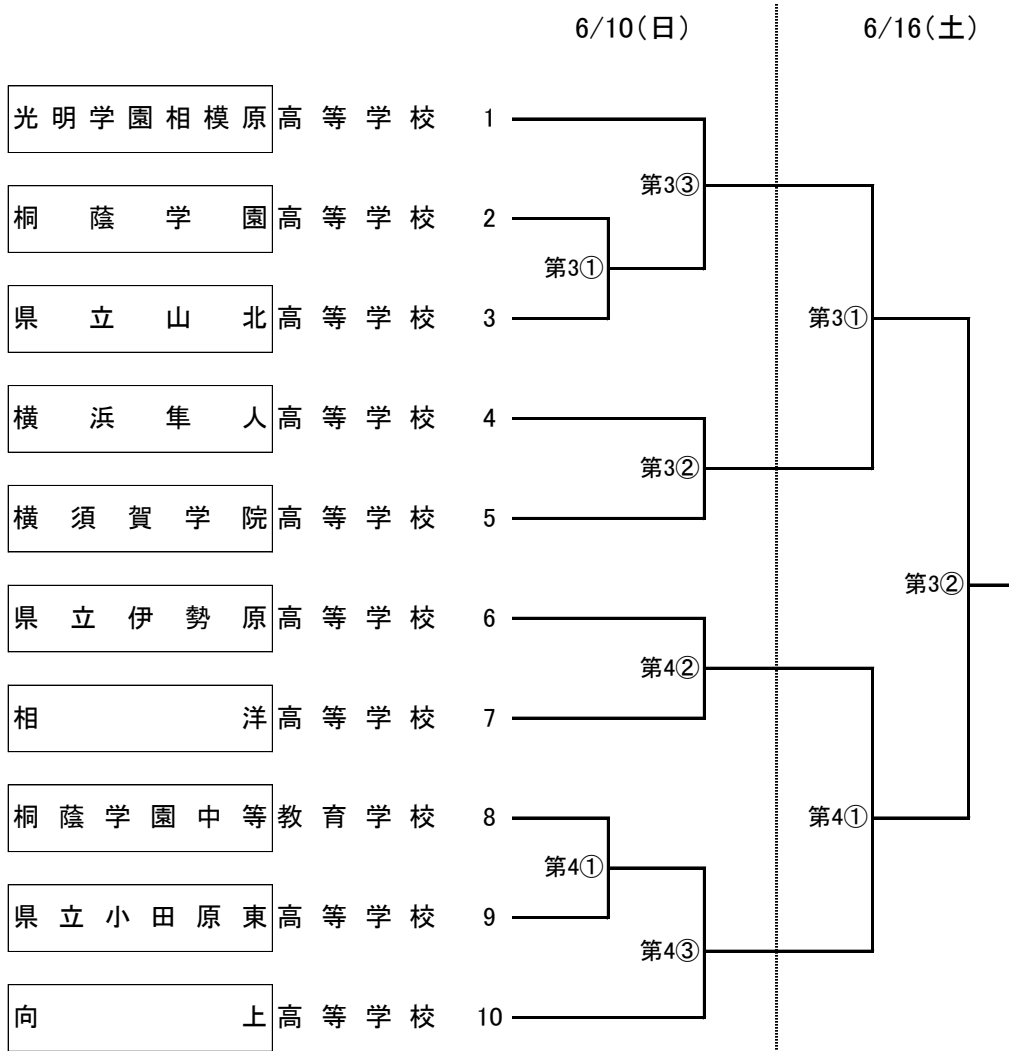 6/10(日) 6/16(土)
光明学園相模原高等学校 1
第3③
桐蔭学園高等学校 2
第3①
県立山北高等学校 3 第3①
横浜隼人高等学校 4
第3②
横須賀学院高等学校 5
第3②
県立伊勢原高等学校 6
第4②
相洋高等学校 7
桐蔭学園中等教育学校 8 第4①
第4①
県立小田原東高等学校 9
第4③
向上高等学校 10